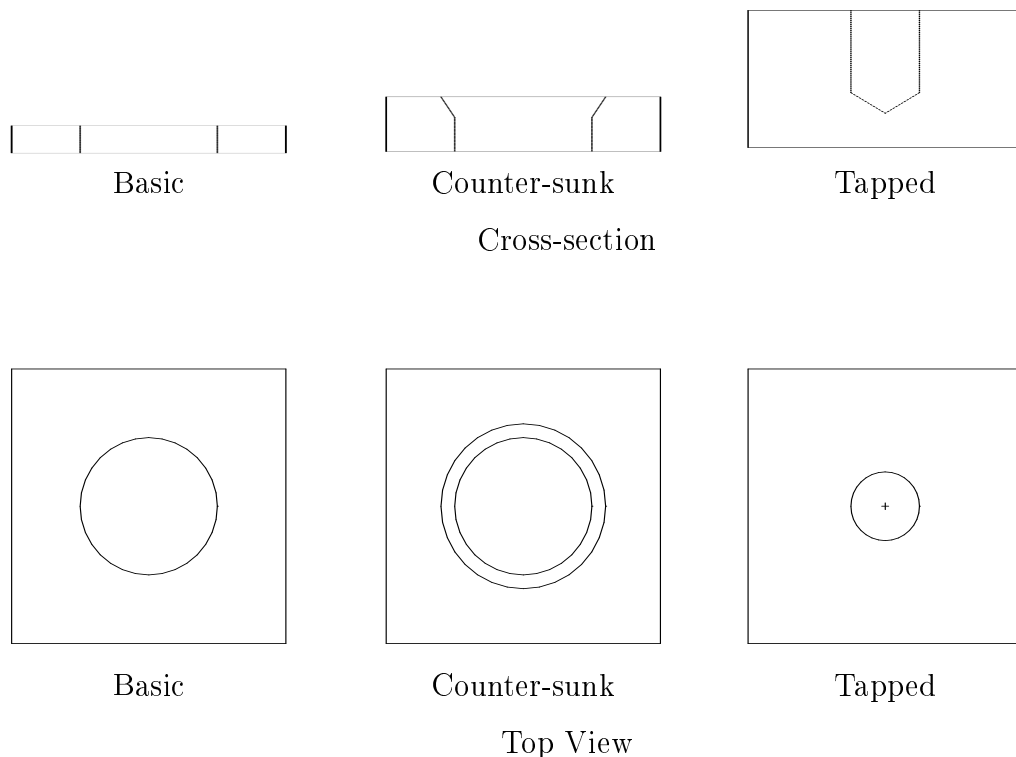 Basic
Counter-sunk
Tapped
Cross-section
Basic
Counter-sunk
Tapped
Top View